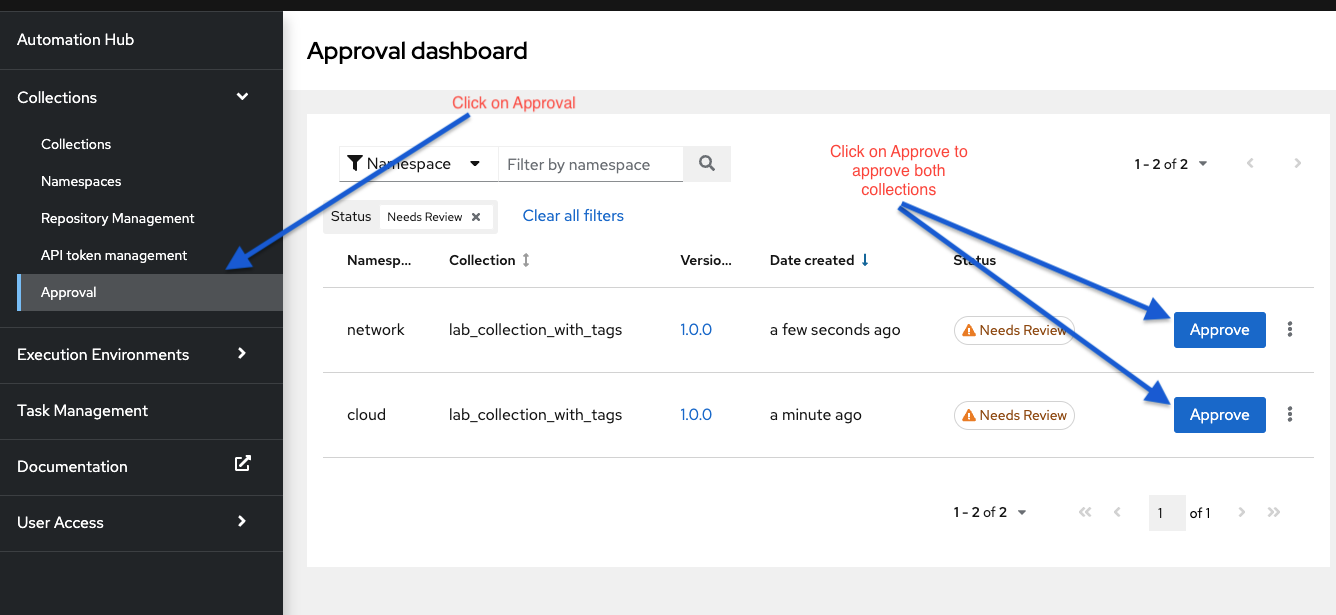 Automation Hub
Collections
Collections
Namespaces
Repository Management
API token management
Approval
Execution Environments
Task Management
Documentation
User Access
Approval dashboard
Click on Approval
Click on Approve to
approve both
collections
Namespace
Filter by namespace
1 - 2 of 2
Status Needs Review
Clear all filters
Namesp... Collection Versio... Date created Status
network lab_collection_with_tags 1.0.0 a few seconds ago Needs Review Approve
cloud lab_collection_with_tags 1.0.0 a minute ago Needs Review Approve
1 - 2 of 2 1 of 1